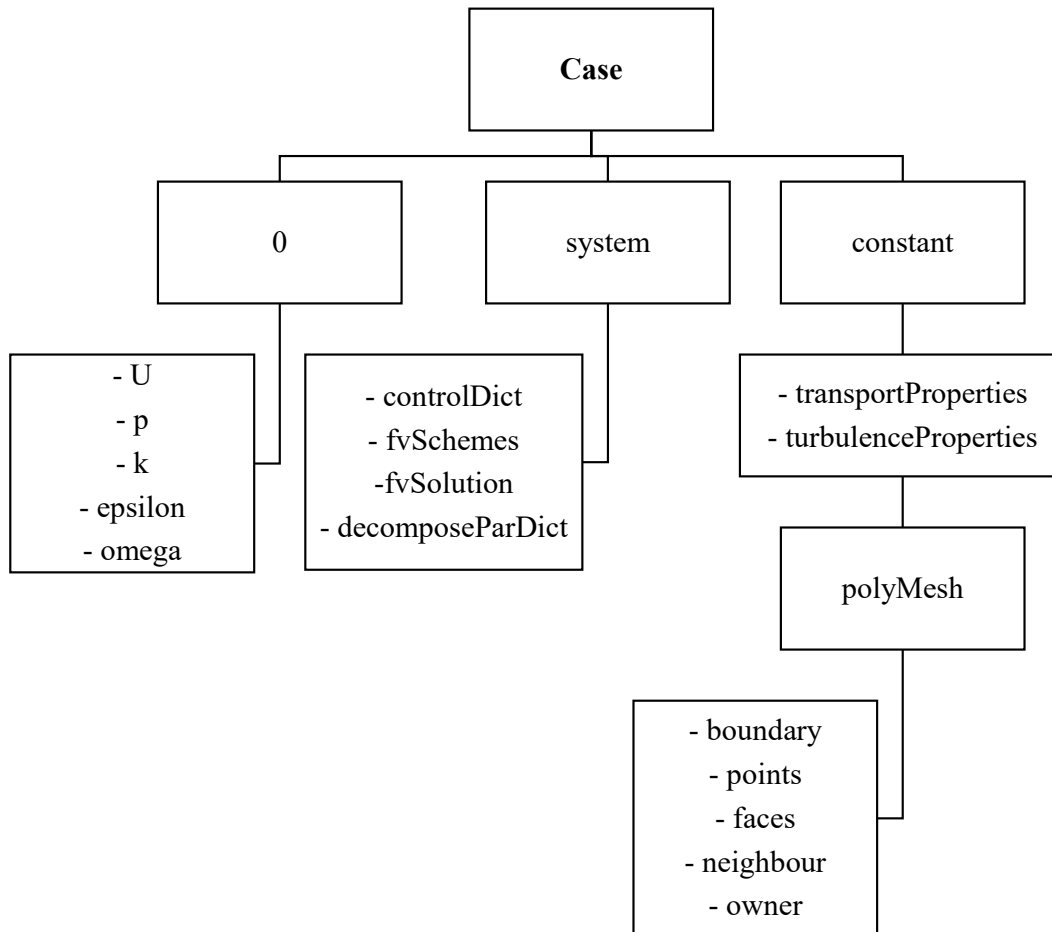 Case
0
system
constant
- U
- p
- k
- epsilon
- omega
- controlDict
- fvSchemes
-fvSolution
- decomposeParDict
- transportProperties
- turbulenceProperties
polyMesh
- boundary
- points
- faces
- neighbour
- owner